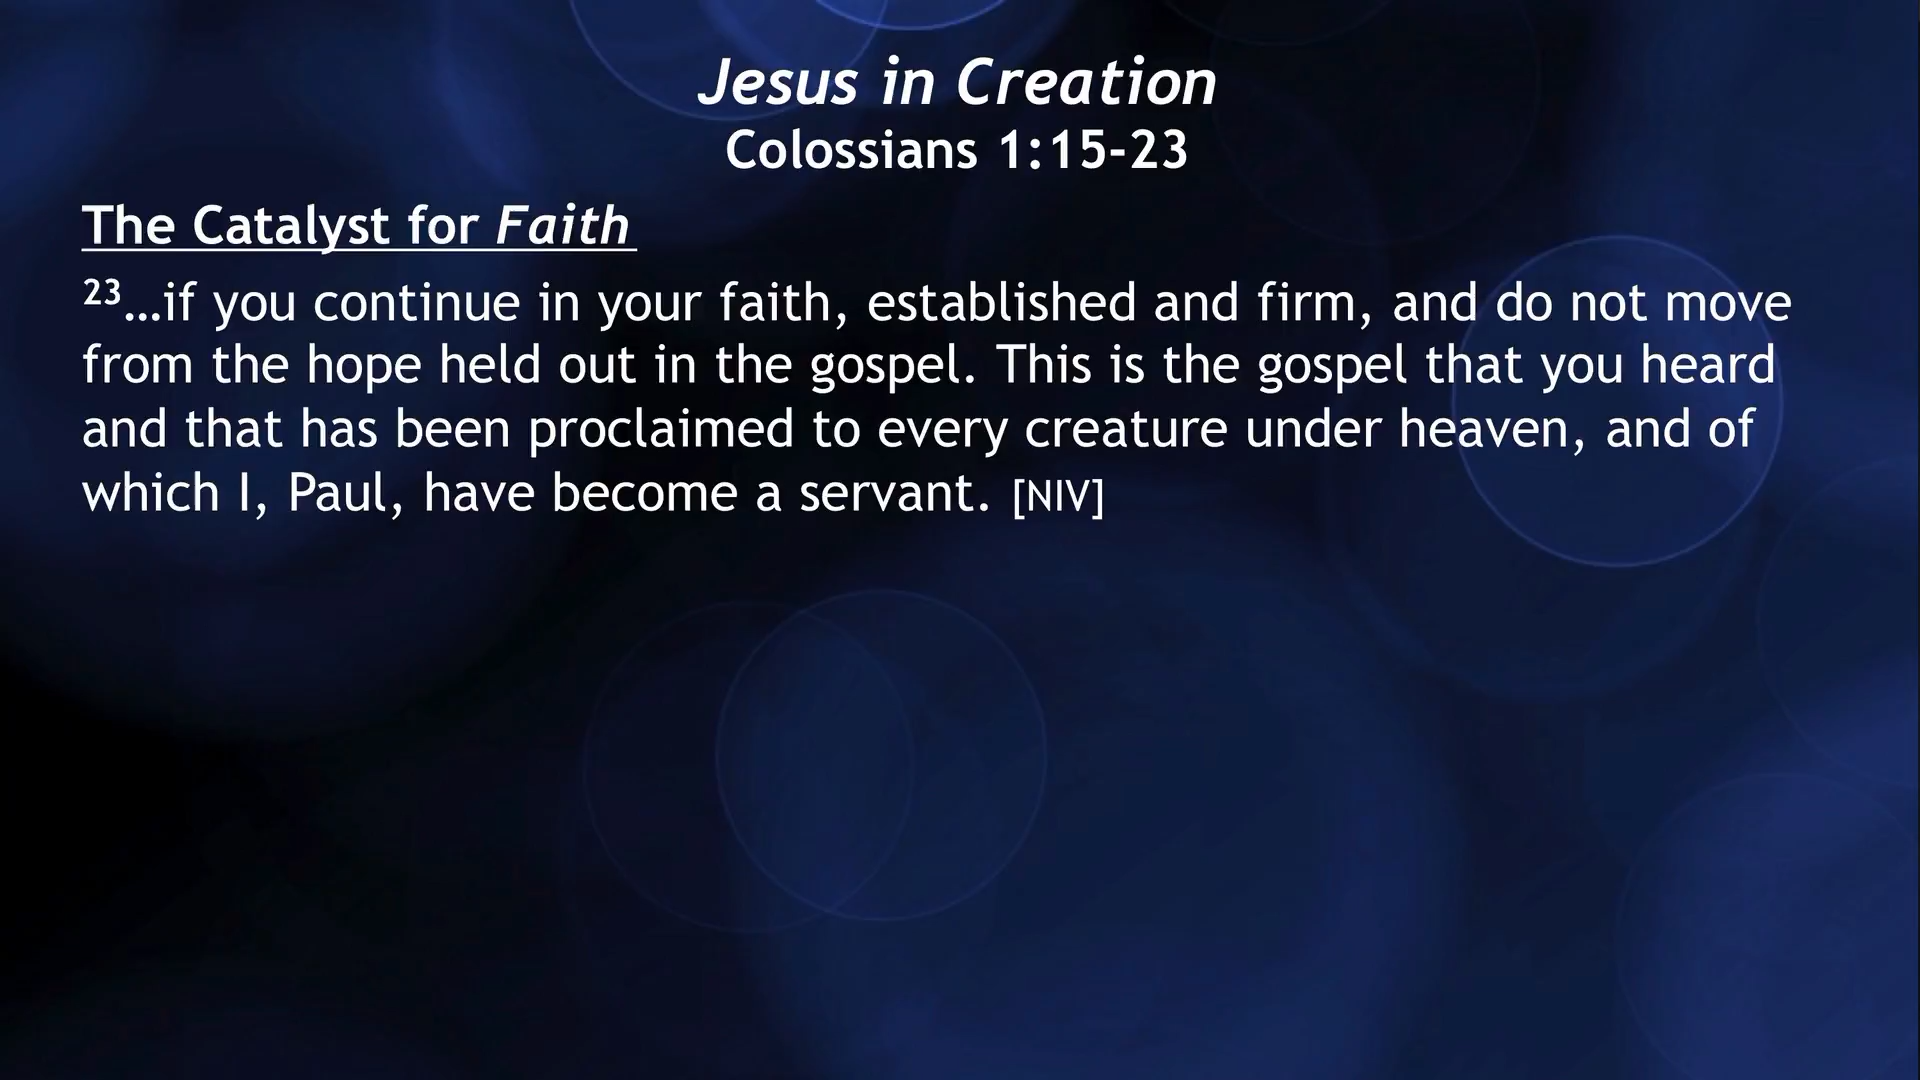 Jesus in Creation
Colossians 1:15-23
The Catalyst for Faith
23…if you continue in your faith, established and firm, and do not move
from the hope held out in the gospel. This is the gospel that you heard
and that has been proclaimed to every creature under heaven, and of
which I, Paul, have become a servant. [NIV]